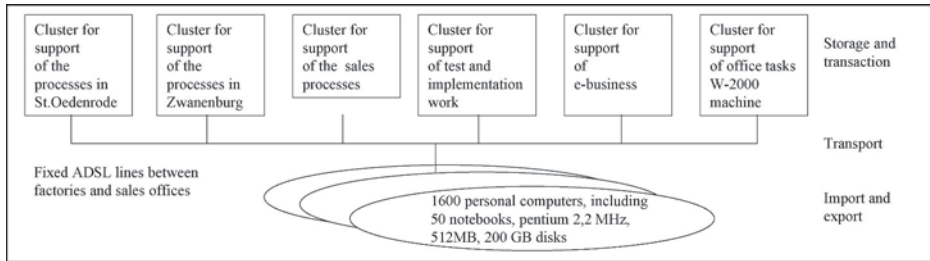 Cluster for
support
of the
processes in
St.Oedenrode
Cluster for
support
of the
processes in
Zwanenburg
Cluster for
support
of the sales
processes
Cluster for
support
of test and
implementation
work
Cluster for
support
of
e-business
Cluster for
support
of office tasks
W-2000
machine
Storage and
transaction
Transport
Fixed ADSL lines between
factories and sales offices
1600 personal computers, including
50 notebooks, pentium 2,2 MHz,
512MB, 200 GB disks
Import and
export